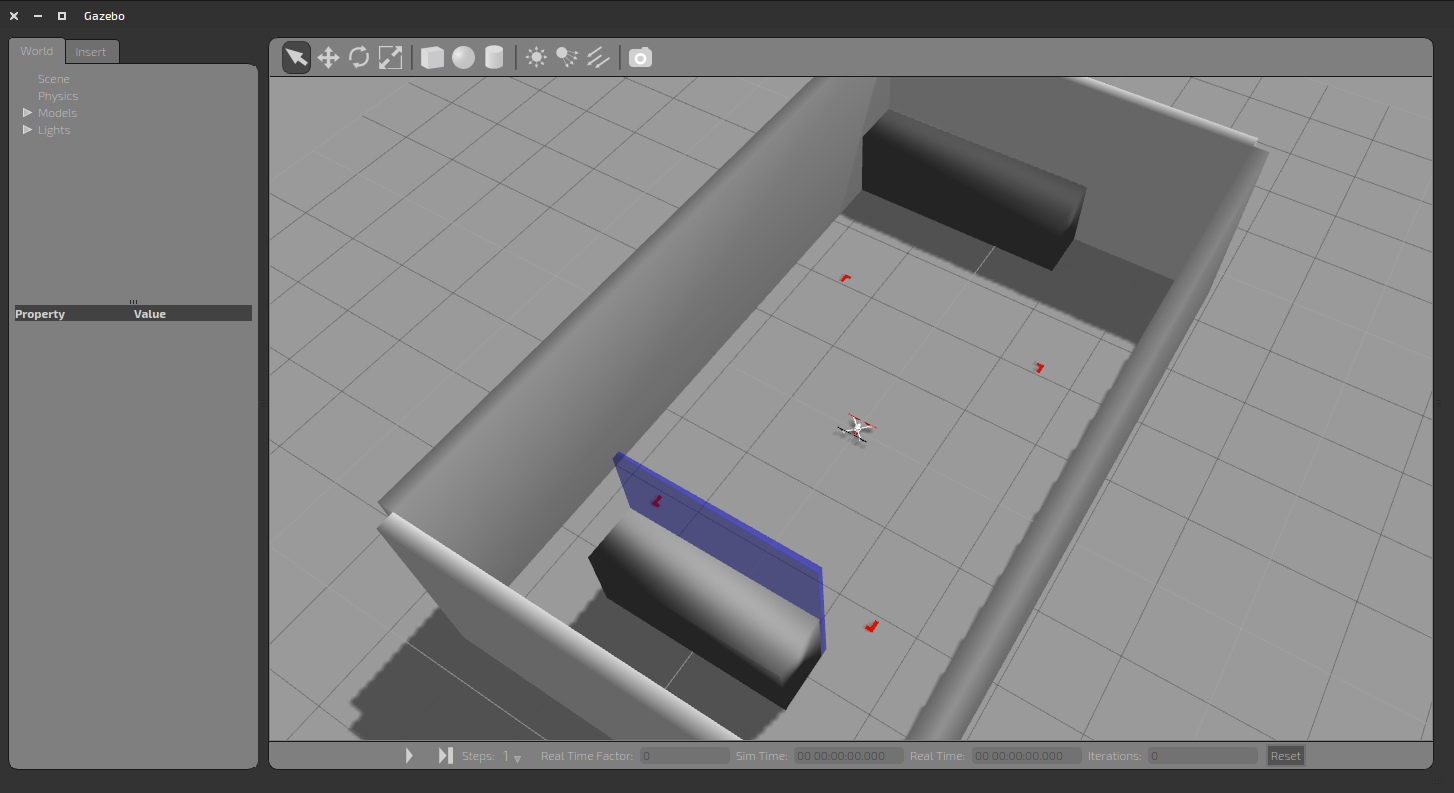 Gazebo
World Insert
Scene
Physics
Models
Lights
Property Value
Steps: 1 Real Time Factor: 0 Sim Time: 00 00:00:00.000 Real Time: 00 00:00:00.000 Iterations: 0 Reset